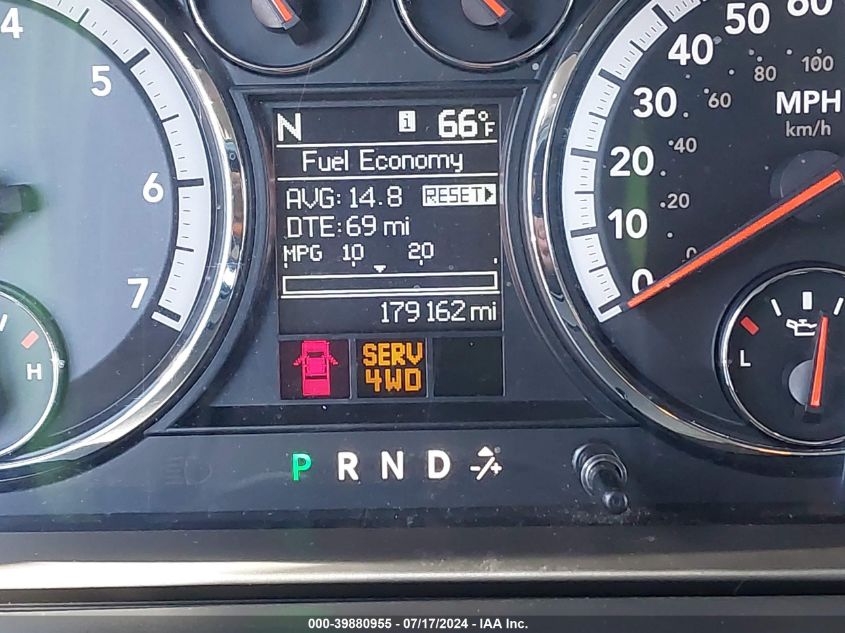 4
5
6
7
H
N i 66°F
Fuel Economy
AVG: 14.8 RESET
DTE: 69 mi
MPG 10 20
179162 mi
SERV
4WD
P R N D -/+
50 60
40
30
20
10
0
100
80
60
40
20
0
MPH
km/h
L
000-39880955 - 07/17/2024 - IAA Inc.